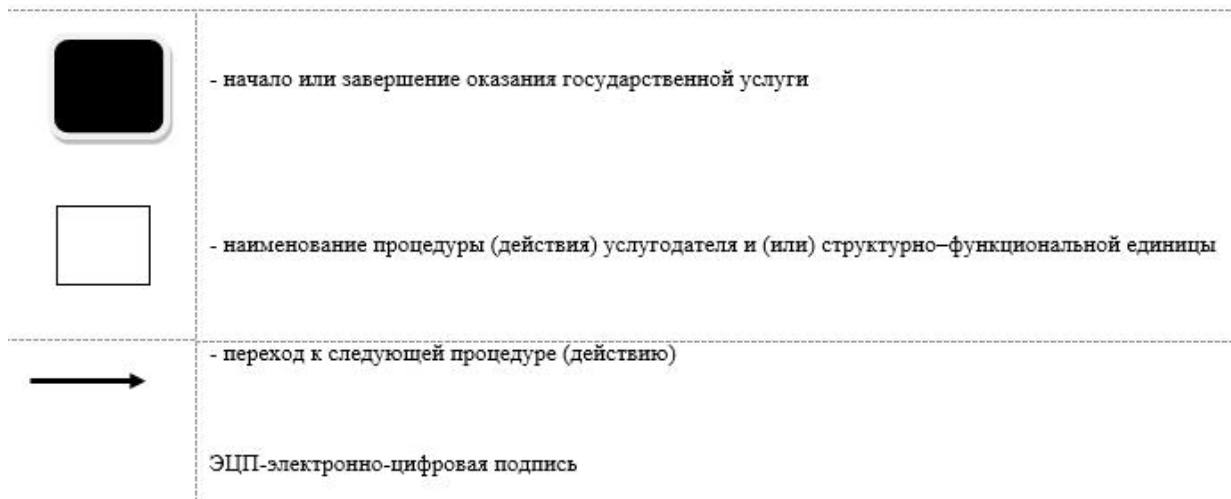 - начало или завершение оказания государственной услуги
- наименование процедуры (действия) услугодателя и (или) структурно–функциональной единицы
- переход к следующей процедуре (действию)
ЭЦП-электронно-цифровая подпись